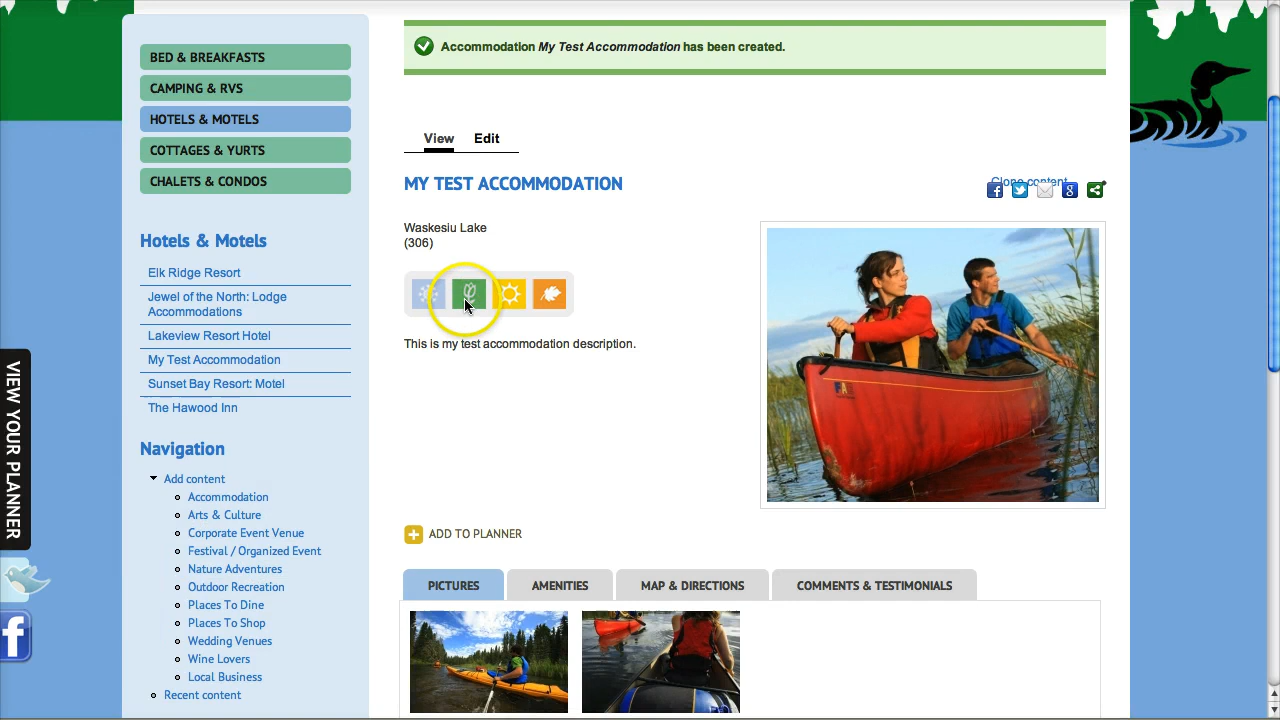 BED & BREAKFASTS
CAMPING & RVS
HOTELS & MOTELS
COTTAGES & YURTS
CHALETS & CONDOS
Hotels & Motels
Elk Ridge Resort
Jewel of the North: Lodge
Accommodations
Lakeview Resort Hotel
My Test Accommodation
Sunset Bay Resort: Motel
The Hawood Inn
Navigation
Add content
Accommodation
Arts & Culture
Corporate Event Venue
Festival / Organized Event
Nature Adventures
Outdoor Recreation
Places To Dine
Places To Shop
Wedding Venues
Wine Lovers
Local Business
Recent content
VIEW YOUR PLANNER
Accommodation My Test Accommodation has been created.
View Edit
MY TEST ACCOMMODATION
Clone content
Waskesiu Lake
(306)
This is my test accommodation description.
ADD TO PLANNER
PICTURES AMENITIES MAP & DIRECTIONS COMMENTS & TESTIMONIALS